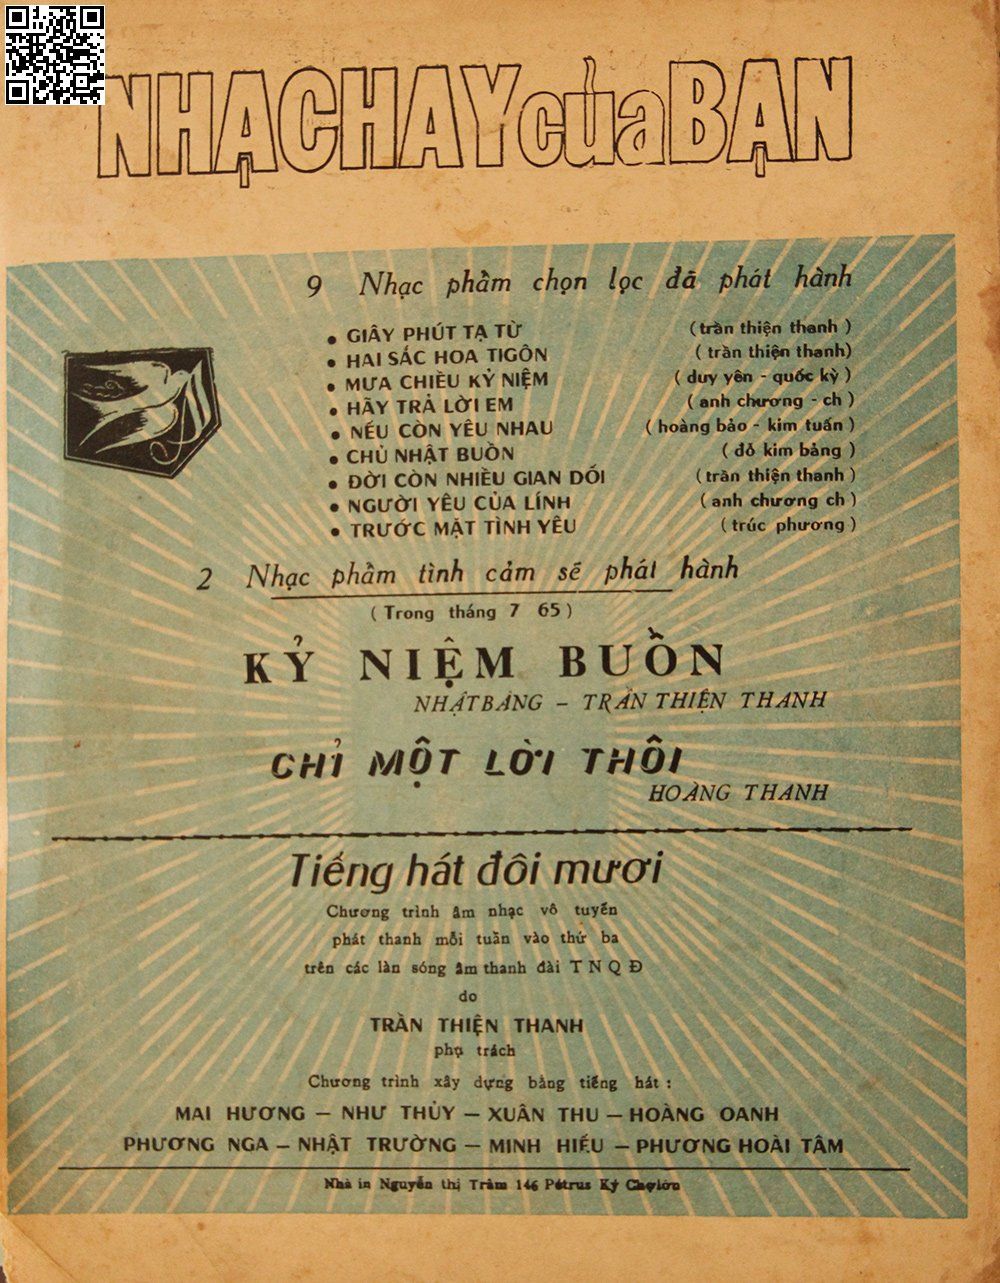 NHẠC HAY của BẠN
9 Nhạc phẩm chọn lọc đã phát hành
• GIÂY PHÚT TẠ TỪ (trần thiện thanh)
• HAI SẮC HOA TIGÔN (trần thiện thanh)
• MƯA CHIỀU KỶ NIỆM (duy yên - quốc kỳ)
• HÃY TRẢ LỜI EM (anh chương - ch)
• NẾU CÒN YÊU NHAU (hoàng bảo - kim tuấn)
• CHỦ NHẬT BUỒN (đỗ kim bảng)
• ĐỜI CÒN NHIỀU GIAN DỐI (trần thiện thanh)
• NGƯỜI YÊU CỦA LÍNH (anh chương ch)
• TRƯỚC MẶT TÌNH YÊU (trúc phương)
2 Nhạc phẩm tình cảm sẽ phát hành
(Trong tháng 7 65)
KỶ NIỆM BUỒN
NHẬT BẢNG – TRẦN THIỆN THANH
CHỈ MỘT LỜI THÔI
HOÀNG THANH
Tiếng hát đôi mươi
Chương trình âm nhạc vô tuyến
phát thanh mỗi tuần vào thứ ba
trên các làn sóng âm thanh đài T N Q Đ
do
TRẦN THIỆN THANH
phụ trách
Chương trình xây dựng bằng tiếng hát :
MAI HƯƠNG – NHƯ THỦY – XUÂN THU – HOÀNG OANH
PHƯƠNG NGA – NHẬT TRƯỜNG – MINH HIẾU – PHƯƠNG HOÀI TÂM
Nhà in Nguyễn thị Trâm 146 Pétrus Ký Chợlớn